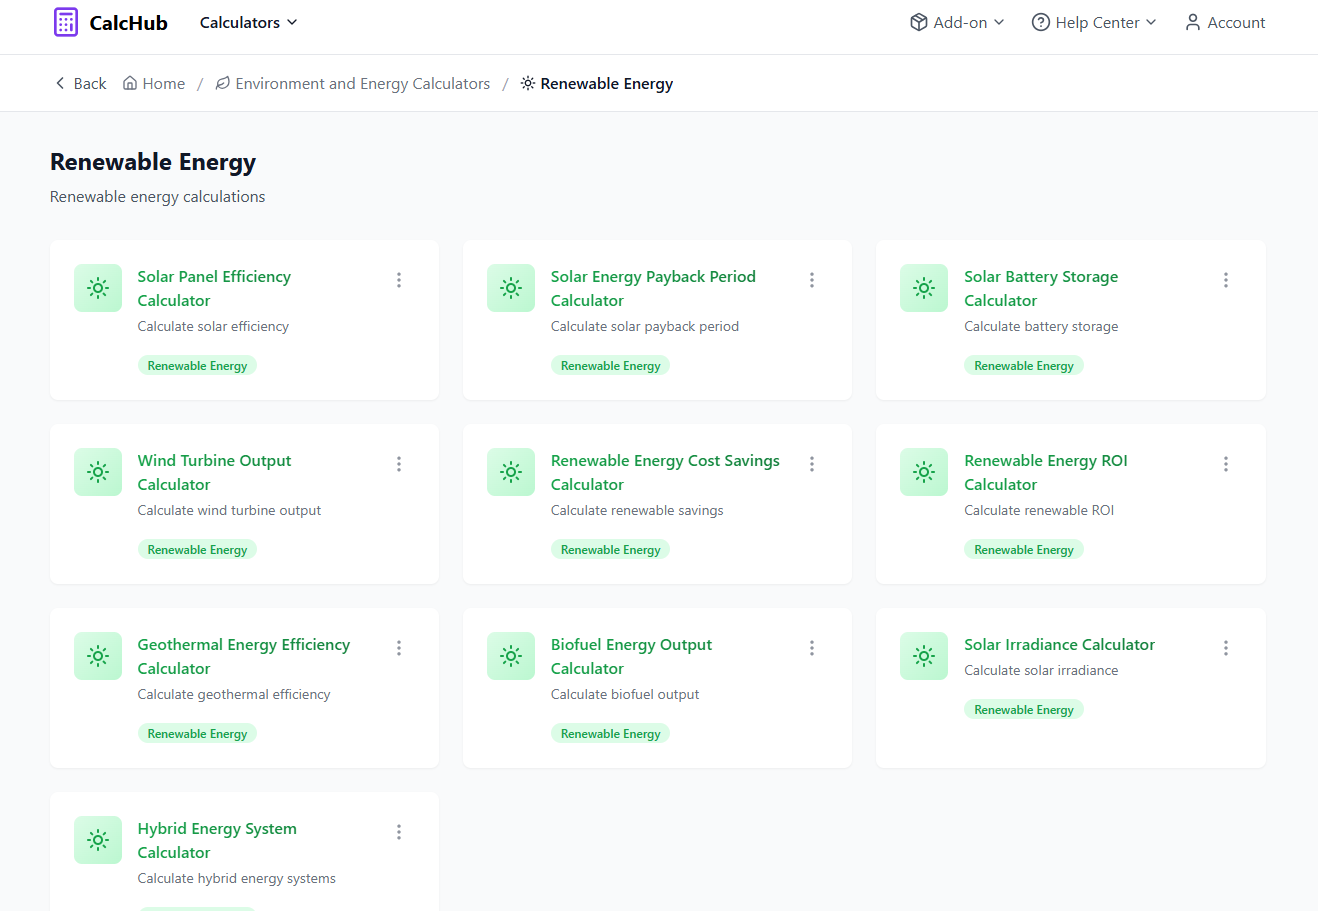 CalcHub
Calculators
Add-on
Help Center
Account
Back
Home / Environment and Energy Calculators / Renewable Energy
Renewable Energy
Renewable energy calculations
Solar Panel Efficiency
Calculator
Calculate solar efficiency
Renewable Energy
Solar Energy Payback Period
Calculator
Calculate solar payback period
Renewable Energy
Solar Battery Storage
Calculator
Calculate battery storage
Renewable Energy
Wind Turbine Output
Calculator
Calculate wind turbine output
Renewable Energy
Renewable Energy Cost Savings
Calculator
Calculate renewable savings
Renewable Energy
Renewable Energy ROI
Calculator
Calculate renewable ROI
Renewable Energy
Geothermal Energy Efficiency
Calculator
Calculate geothermal efficiency
Renewable Energy
Biofuel Energy Output
Calculator
Calculate biofuel output
Renewable Energy
Solar Irradiance Calculator
Calculate solar irradiance
Renewable Energy
Hybrid Energy System
Calculator
Calculate hybrid energy systems